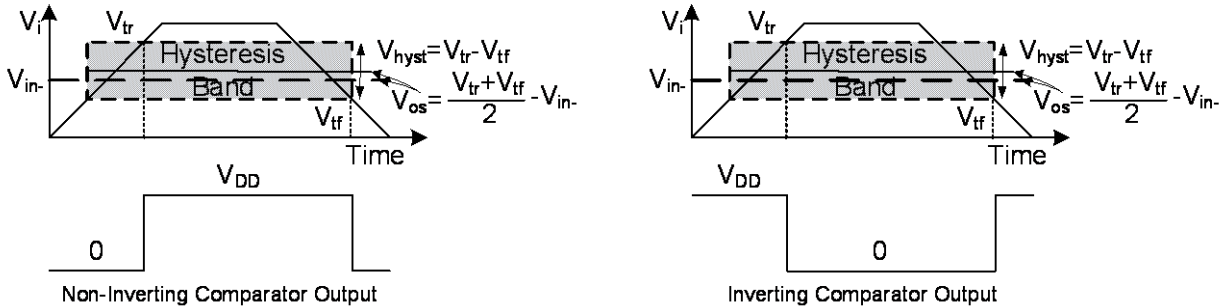 Vi
Vtr
Hysteresis
Vhyst=Vtr-Vtf
Vin-
Band
Vos=(Vtr+Vtf)/2 -Vin-
Vtf
Time
VDD
0
Non-Inverting Comparator Output
Vi
Vtr
Hysteresis
Vhyst=Vtr-Vtf
Vin-
Band
Vos=(Vtr+Vtf)/2 -Vin-
Vtf
Time
VDD
0
Inverting Comparator Output